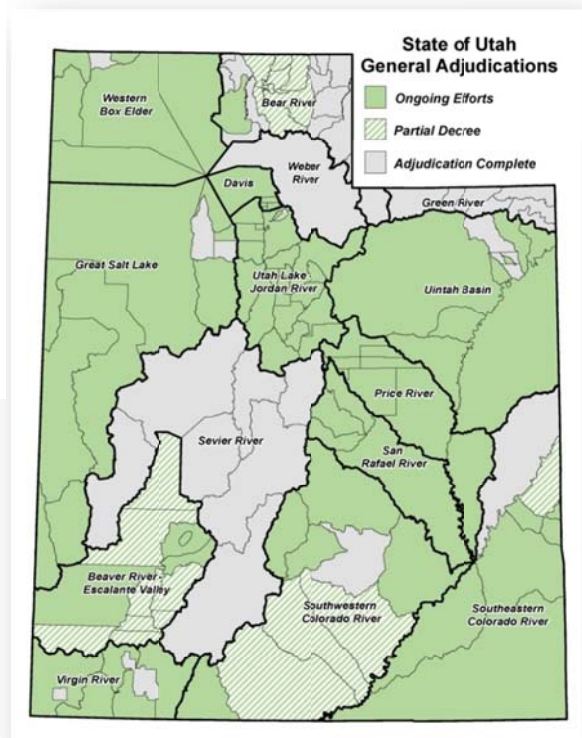 State of Utah
General Adjudications
Ongoing Efforts
Partial Decree
Adjudication Complete
Western
Box Elder
Bear River
Weber
River
Davis
Green River
Great Salt Lake
Utah Lake -
Jordan River
Uintah Basin
Price River
Sevier River
San
Rafael River
Beaver River-
Escalante Valley
Southwestern
Colorado River
Southeastern
Colorado River
Virgin River